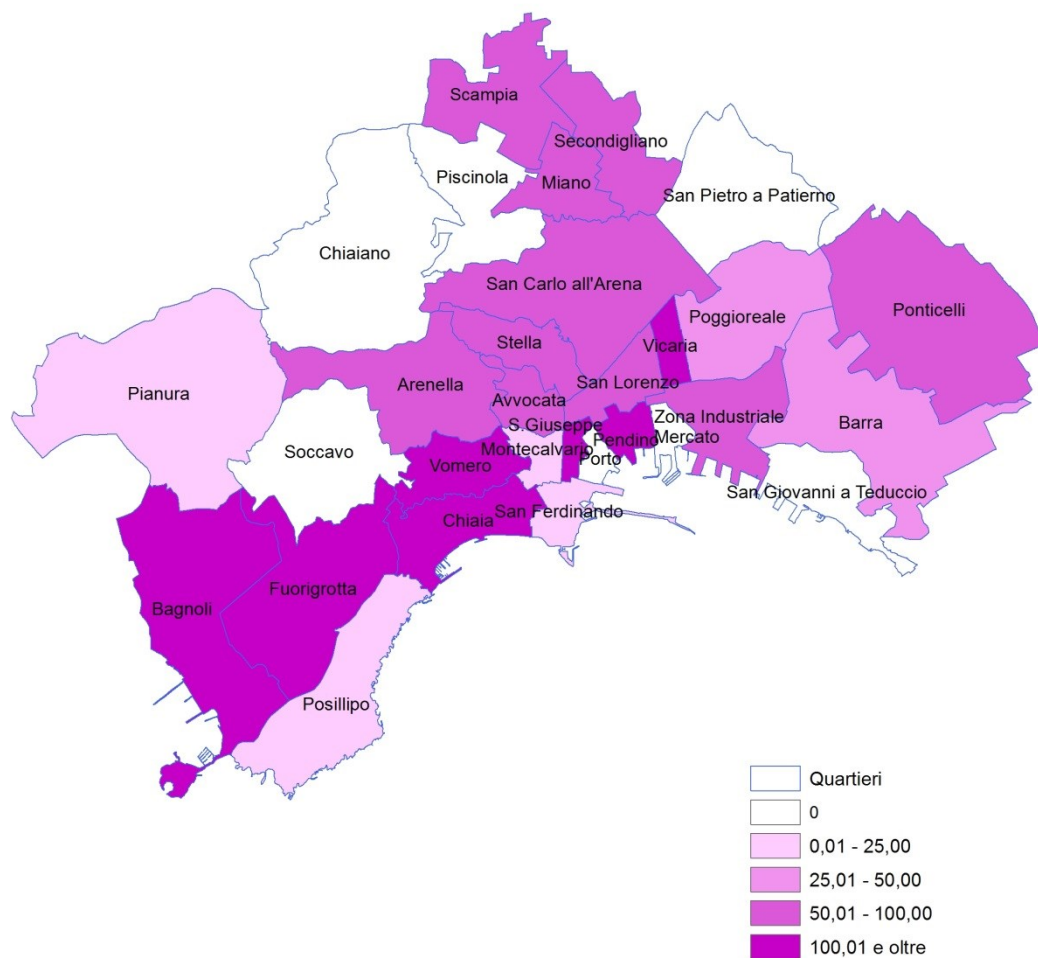 Scampia
Secondigliano
Piscinola
Miano
San Pietro a Patierno
Chiaiano
San Carlo all'Arena
Ponticelli
Poggioreale
Stella
Vicaria
Pianura
Arenella
San Lorenzo
Avvocata
Zona Industriale
Barra
S.Giuseppe
Pendino
Mercato
Soccavo
Montecalvario
Porto
Vomero
San Giovanni a Teduccio
San Ferdinando
Chiaia
Fuorigrotta
Bagnoli
Posillipo
Quartieri
0
0,01 - 25,00
25,01 - 50,00
50,01 - 100,00
100,01 e oltre